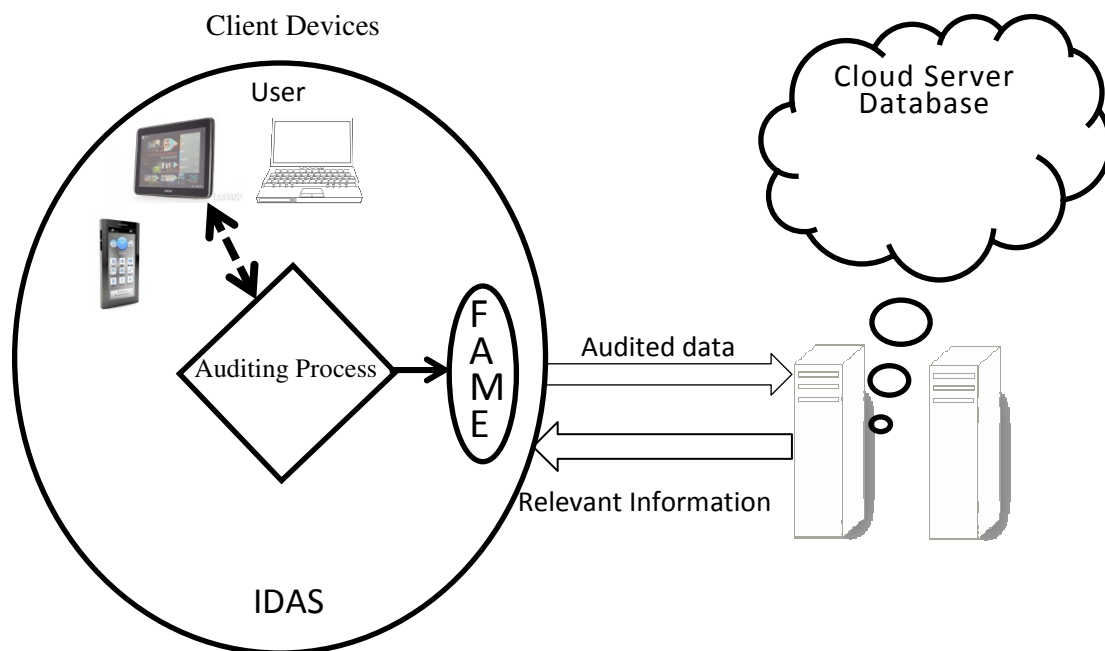 Client Devices
User
Cloud Server
Database
Auditing Process
F
A
M
E
Audited data
Relevant Information
IDAS